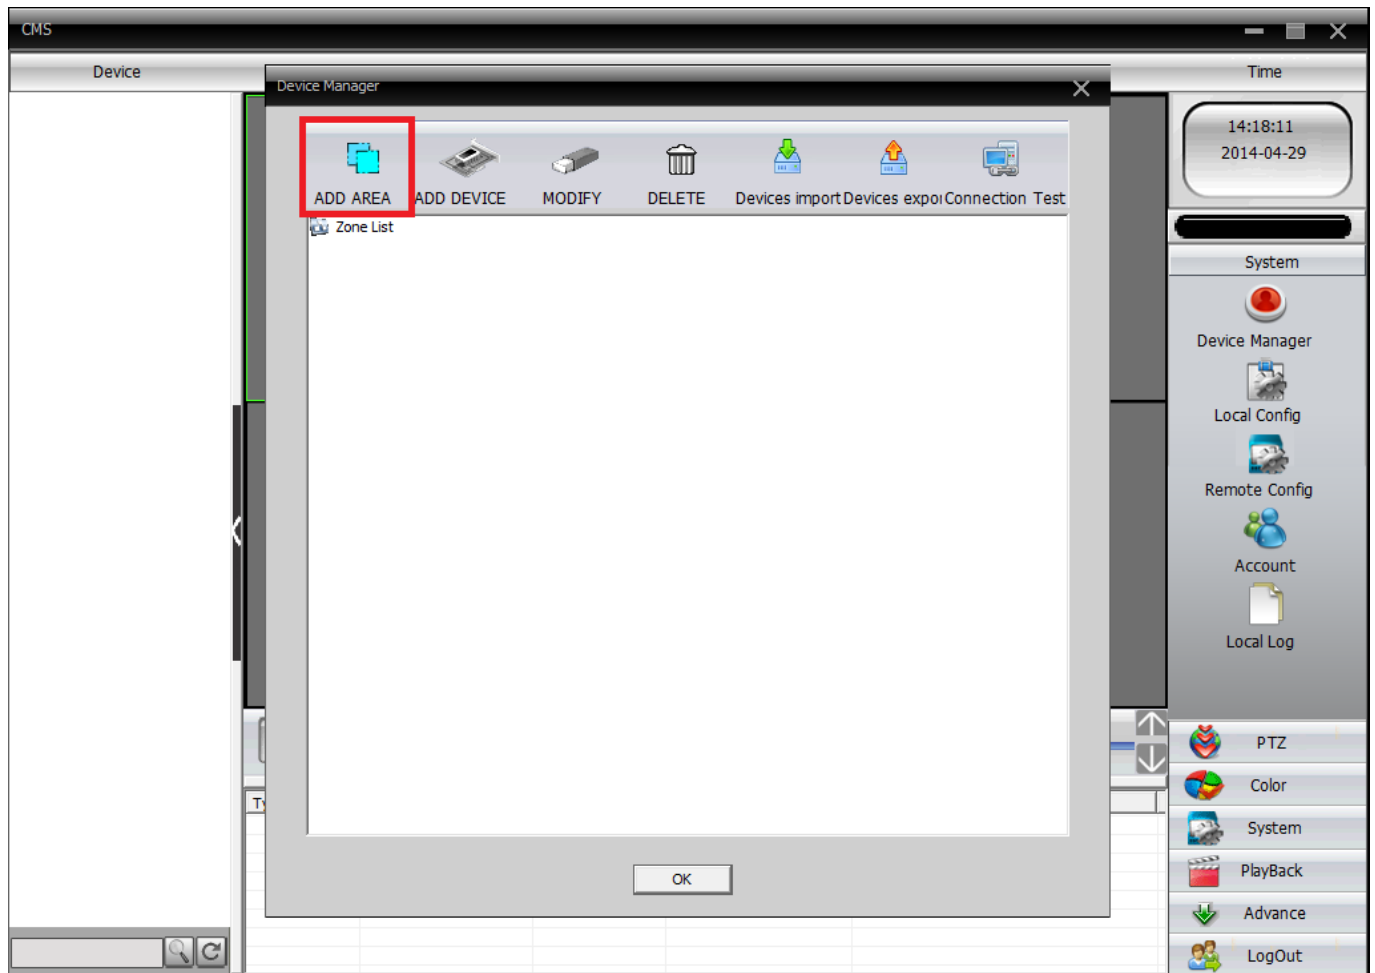 CMS
Device
Time
Device Manager
14:18:11
2014-04-29
ADD AREA
ADD DEVICE
MODIFY
DELETE
Devices import
Devices expor
Connection Test
Zone List
System
Device Manager
Local Config
Remote Config
Account
Local Log
PTZ
Color
System
PlayBack
Advance
LogOut
OK